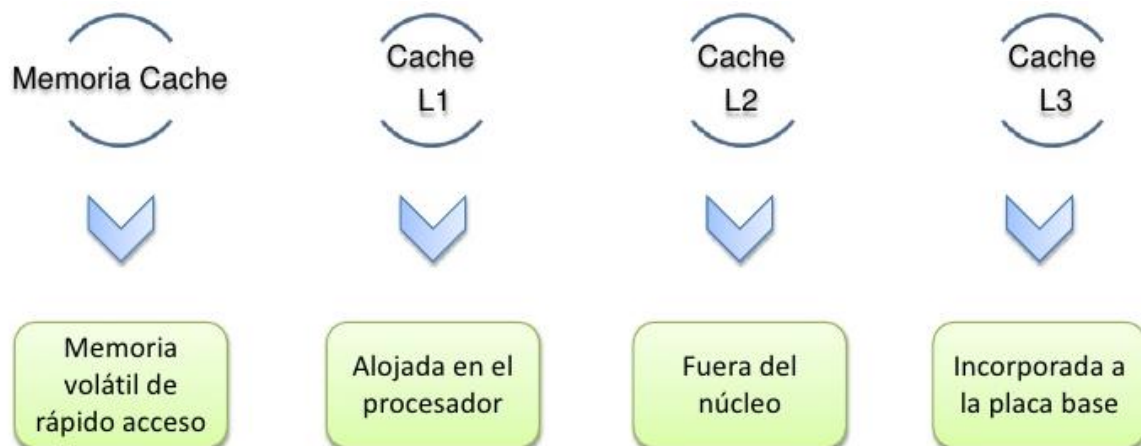 Memoria Cache
Cache
L1
Cache
L2
Cache
L3
Memoria
volátil de
rápido acceso
Alojada en el
procesador
Fuera del
núcleo
Incorporada a
la placa base